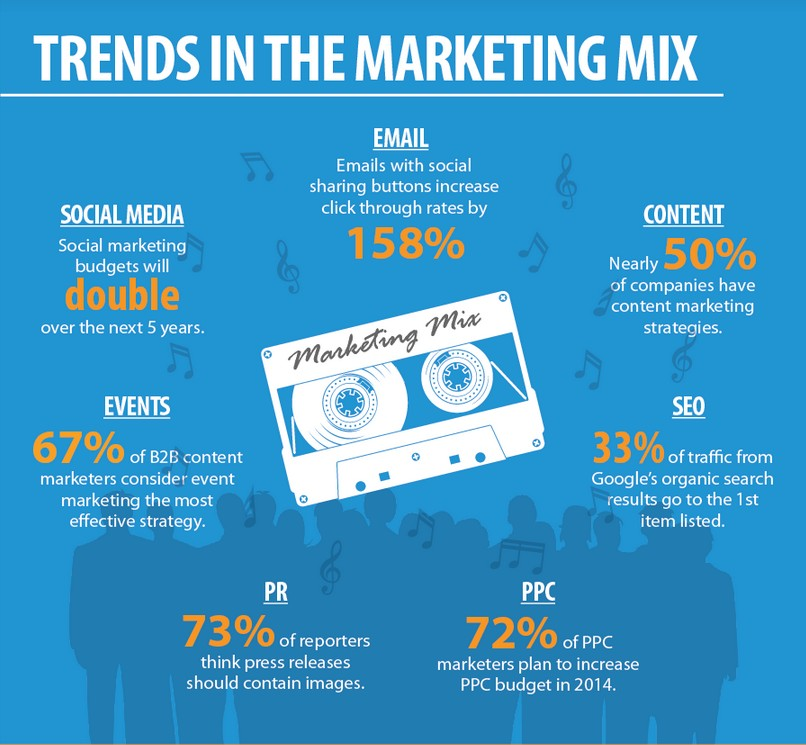 TRENDS IN THE MARKETING MIX
EMAIL
Emails with social
sharing buttons increase
click through rates by
158%
SOCIAL MEDIA
Social marketing
budgets will
double
over the next 5 years.
CONTENT
Nearly 50%
of companies have
content marketing
strategies.
Marketing Mix
EVENTS
67% of B2B content
marketers consider event
marketing the most
effective strategy.
SEO
33% of traffic from
Google's organic search
results go to the 1st
item listed.
PR
73% of reporters
think press releases
should contain images.
PPC
72% of PPC
marketers plan to increase
PPC budget in 2014.